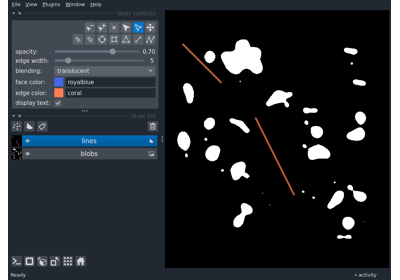 File View Plugins Window Help
layer controls
opacity: 0.70
edge width: 5
blending: translucent
face color: royalblue
edge color: coral
display text:
layer list
lines
blobs
Ready activity